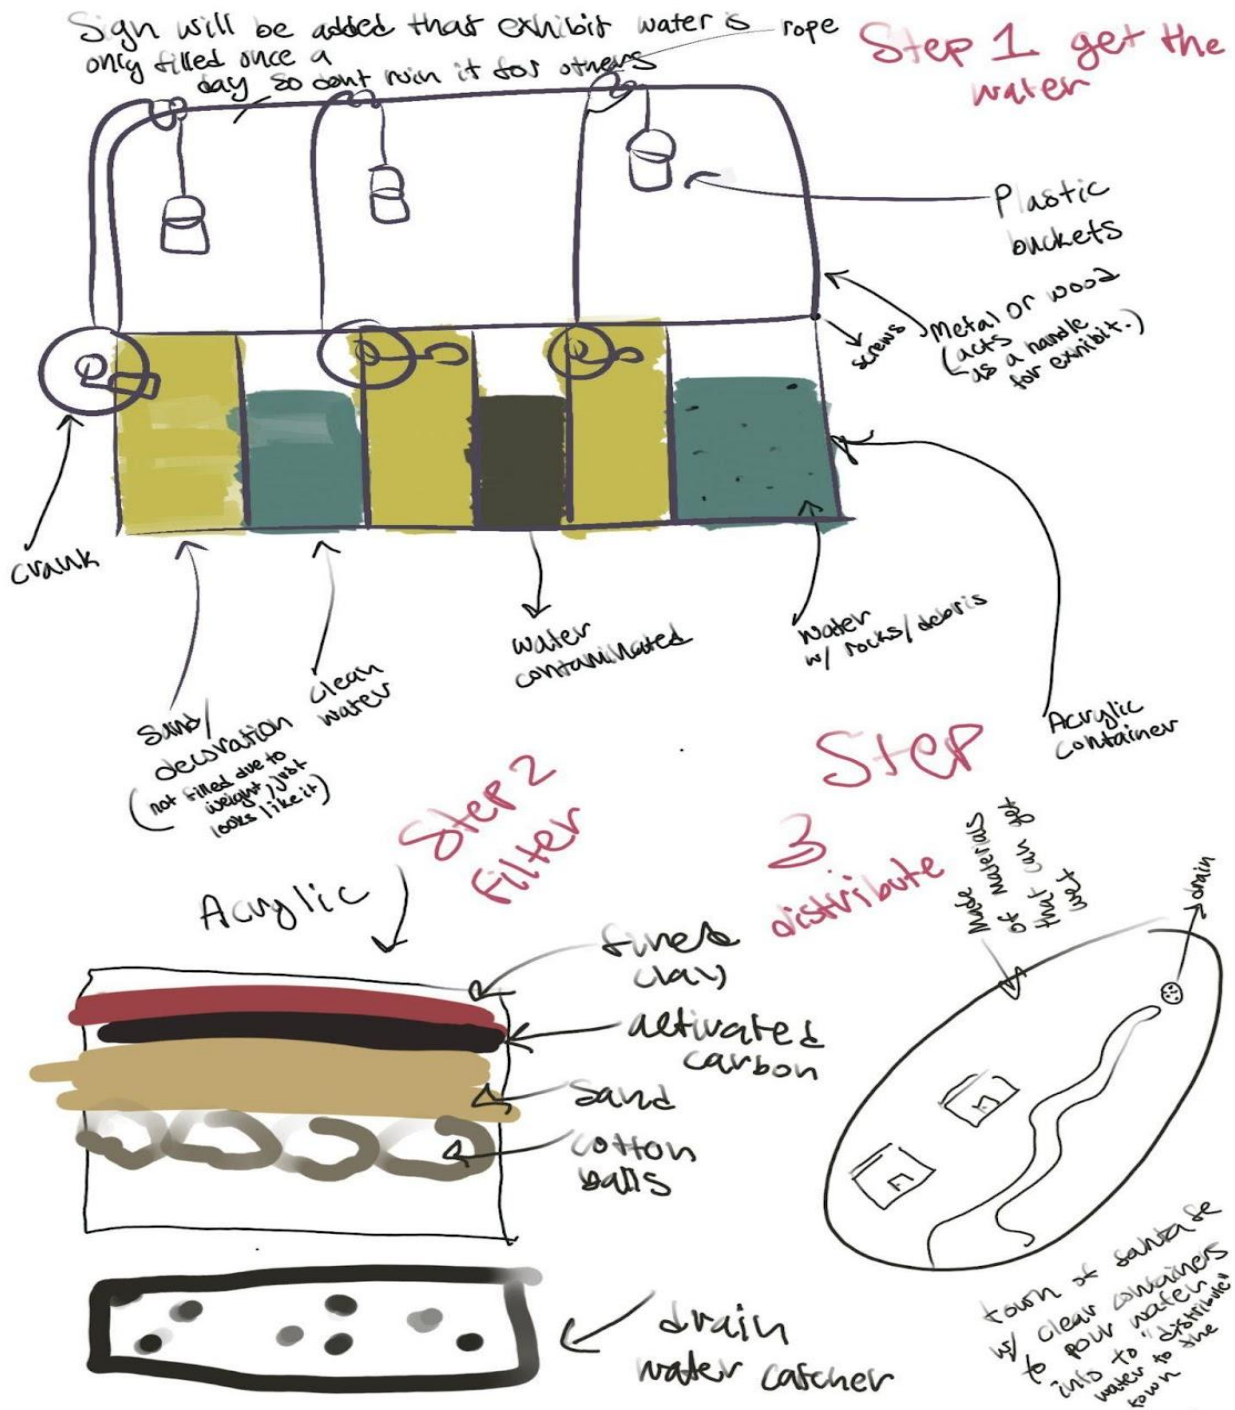 Sign will be added that exhibit water is
only filled once a
day so dont ruin it for others
rope
Step 1 get the
water
Plastic
buckets
Metal or wood
(acts
as a handle
for exhibit.)
screws
crank
Sand/
decoration
(not filled due to
weight, just
looks like it)
clean
water
water
contaminated
water
w/ rocks/debris
Acrylic
container
Step 2
Filter
Acrylic
clay
activated
carbon
Sand
cotton
balls
drain
water catcher
Step
3
distribute
Made
of materials
that can get
wet
drain
town of santa fe
w/ clear containers
to pour water
into to "distribute"
water to the
town